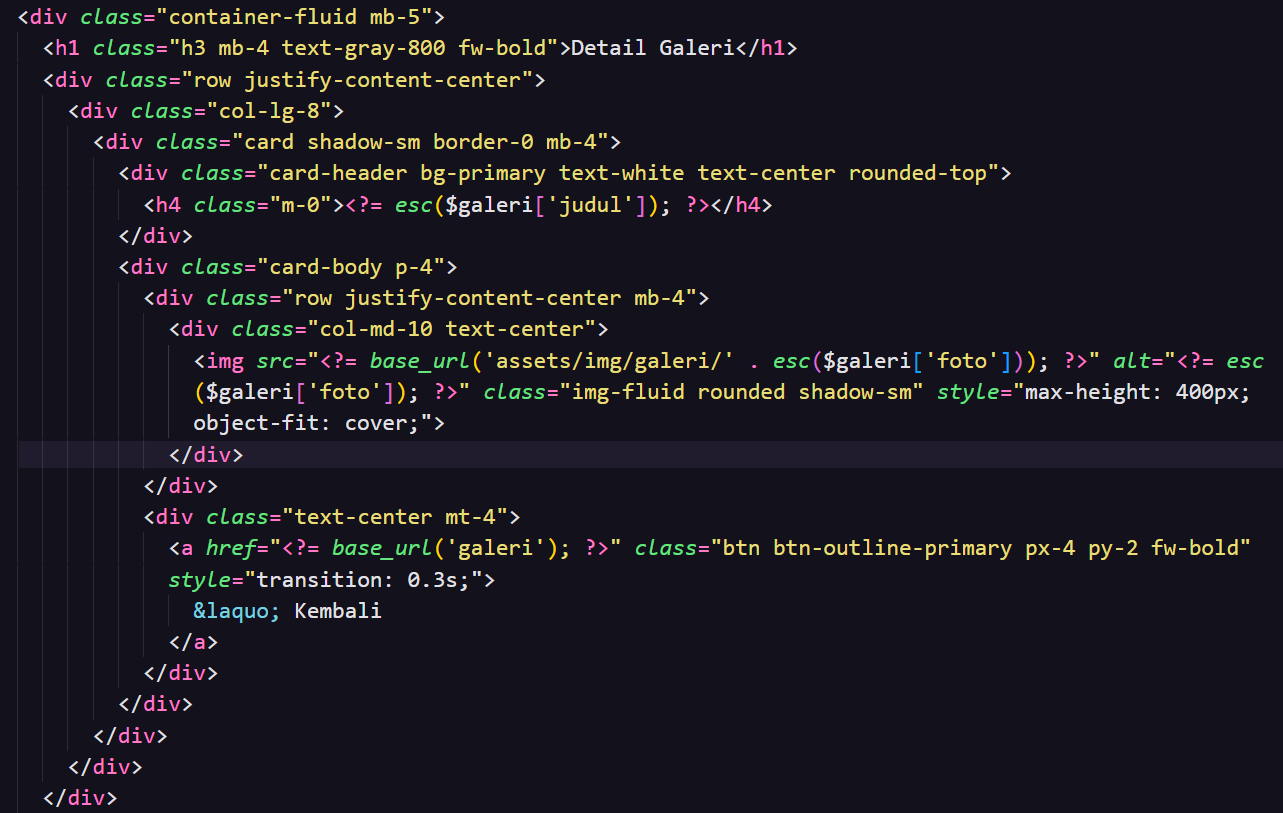 <div class="container-fluid mb-5">
<h1 class="h3 mb-4 text-gray-800 fw-bold">Detail Galeri</h1>
<div class="row justify-content-center">
<div class="col-lg-8">
<div class="card shadow-sm border-0 mb-4">
<div class="card-header bg-primary text-white text-center rounded-top">
<h4 class="m-0"><?= esc($galeri['judul']); ?></h4>
</div>
<div class="card-body p-4">
<div class="row justify-content-center mb-4">
<div class="col-md-10 text-center">
<img src="<?= base_url('assets/img/galeri/' . esc($galeri['foto'])); ?>" alt="<?= esc
($galeri['foto']); ?>" class="img-fluid rounded shadow-sm" style="max-height: 400px;
object-fit: cover;">
</div>
</div>
<div class="text-center mt-4">
<a href="<?= base_url('galeri'); ?>" class="btn btn-outline-primary px-4 py-2 fw-bold"
style="transition: 0.3s;">
&laquo; Kembali
</a>
</div>
</div>
</div>
</div>
</div>